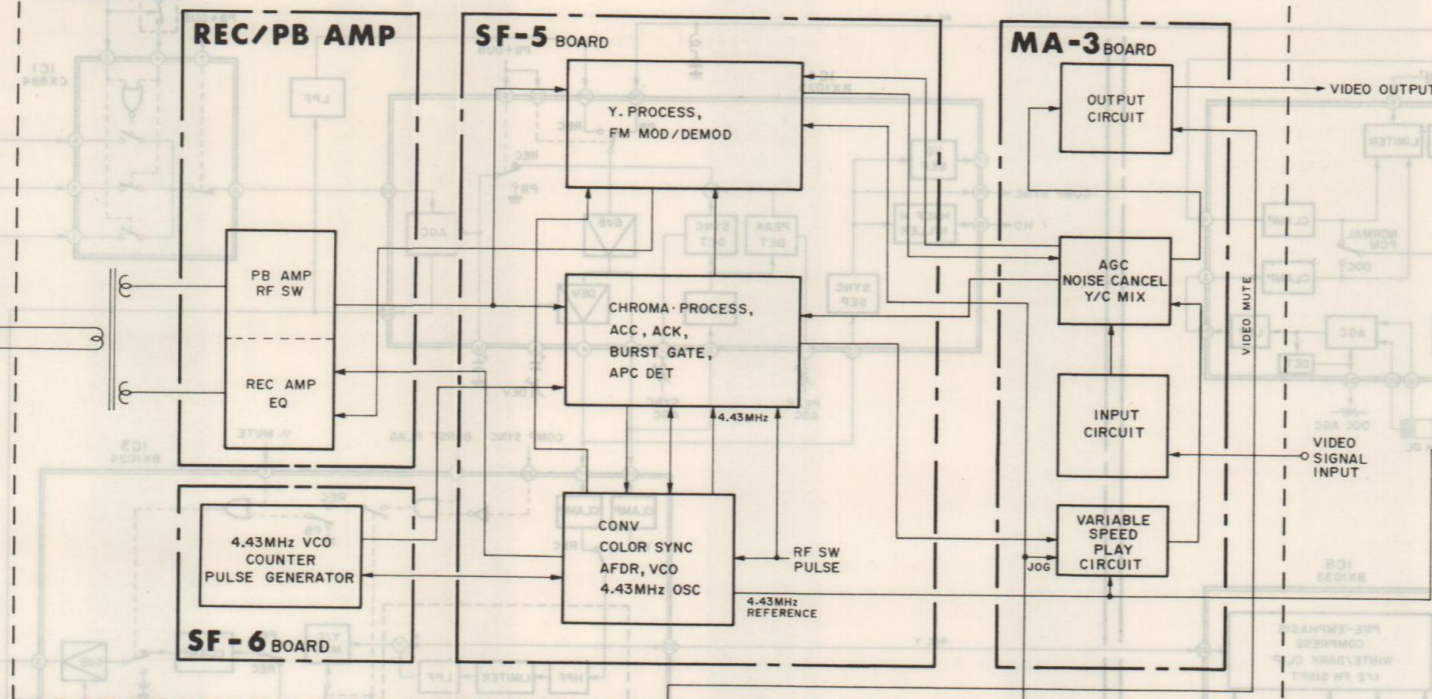 REC/PB AMP
PB AMP
RF SW
REC AMP
EQ
SF-6 BOARD
4.43MHz VCO
COUNTER
PULSE GENERATOR
SF-5 BOARD
Y. PROCESS,
FM MOD/DEMOD
CHROMA·PROCESS,
ACC, ACK,
BURST GATE,
APC DET
4.43MHz
CONV
COLOR SYNC
AFDR, VCO
4.43MHz OSC
RF SW
PULSE
4.43MHz
REFERENCE
MA-3 BOARD
OUTPUT
CIRCUIT
VIDEO OUTPUT
AGC
NOISE CANCEL
Y/C MIX
VIDEO MUTE
INPUT
CIRCUIT
VIDEO
SIGNAL
INPUT
VARIABLE
SPEED
PLAY
CIRCUIT
JOG